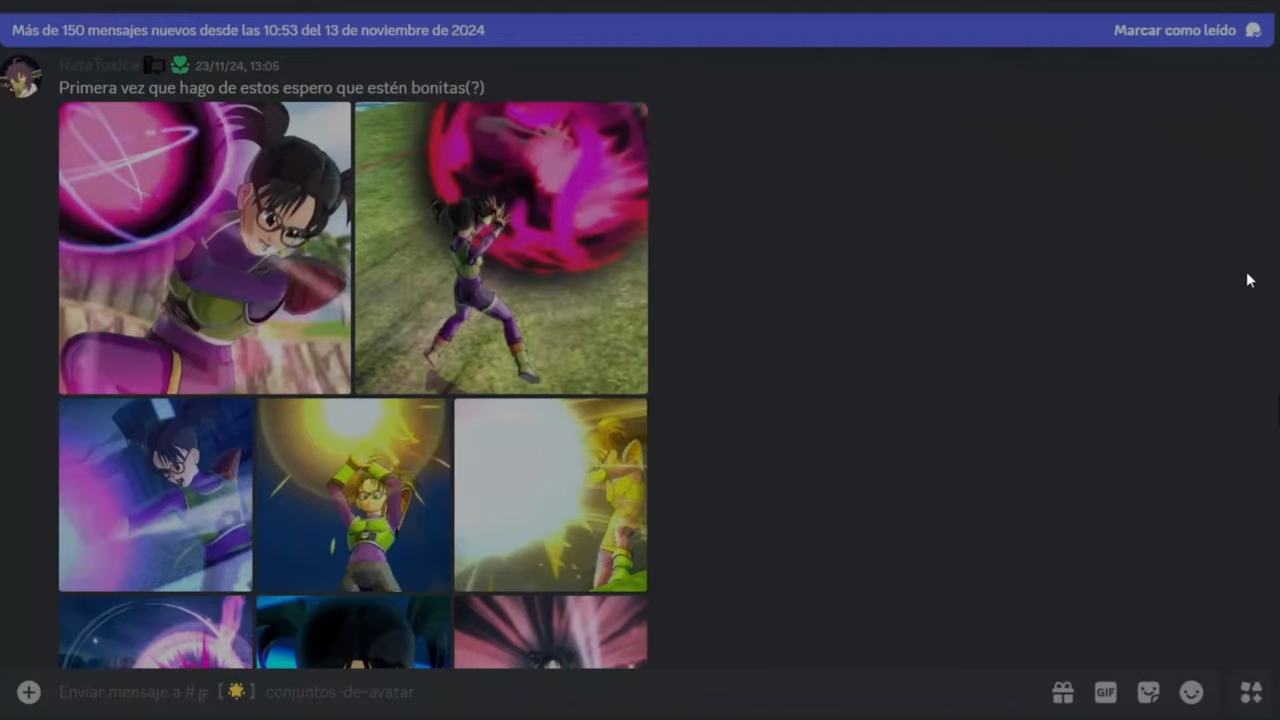 Más de 150 mensajes nuevos desde las 10:53 del 13 de noviembre de 2024
Marcar como leído
RataToxica 23/11/24, 13:05
Primera vez que hago de estos espero que estén bonitas(?)
Enviar mensaje a #╔【🌟】conjuntos-de-avatar
GIF